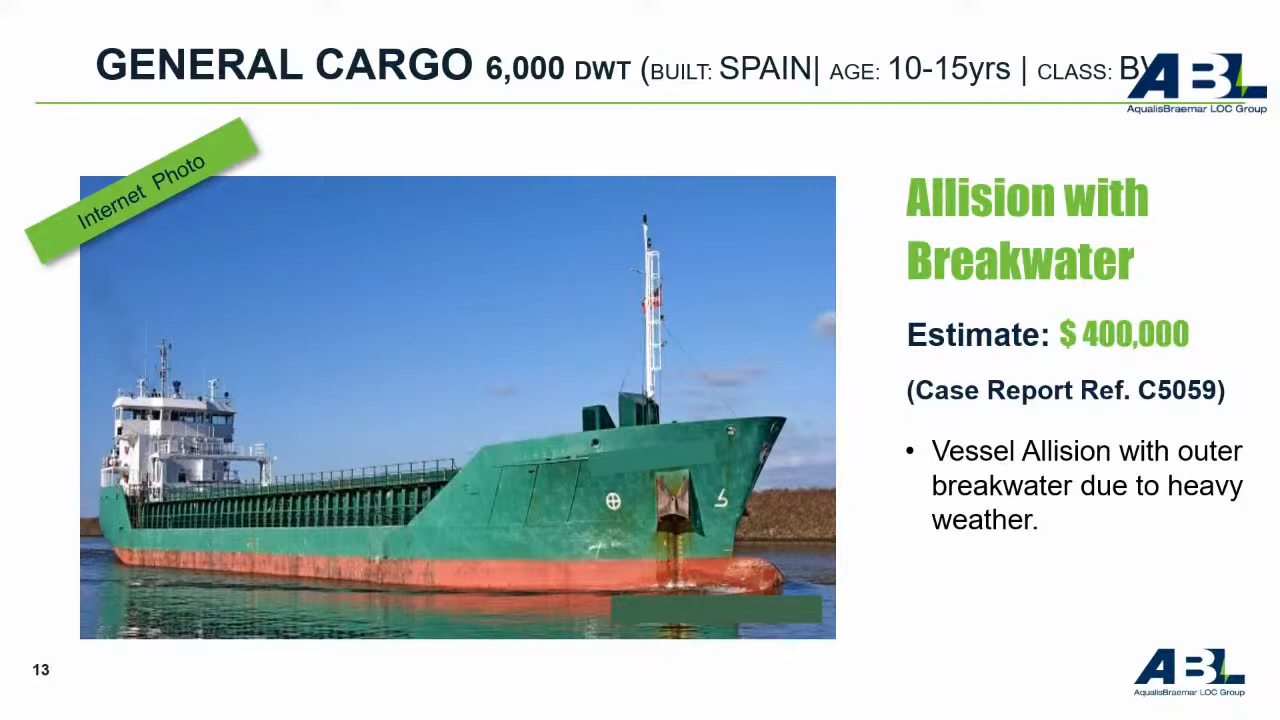 GENERAL CARGO 6,000 DWT (BUILT: SPAIN| AGE: 10-15yrs | CLASS: BV
ABL
AqualisBraemar LOC Group
Internet Photo
Allision with
Breakwater
Estimate: $ 400,000
(Case Report Ref. C5059)
• Vessel Allision with outer
breakwater due to heavy
weather.
13
ABL
AqualisBraemar LOC Group